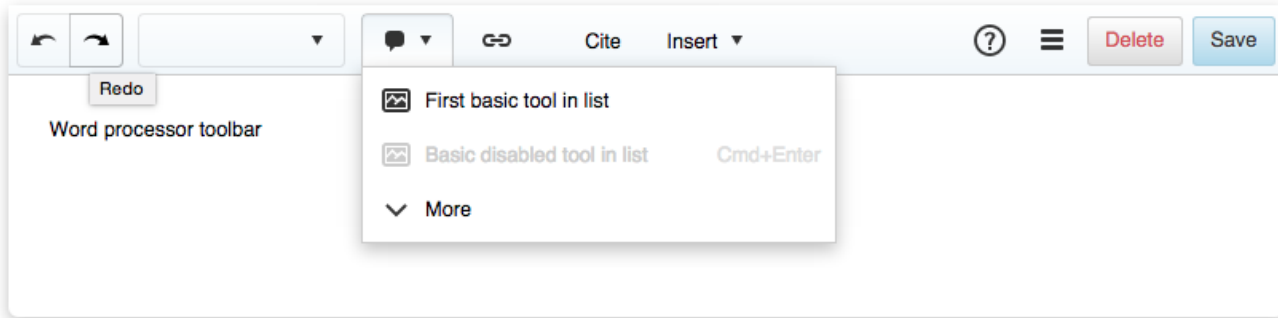 Cite Insert Delete Save
Redo
First basic tool in list
Word processor toolbar
Basic disabled tool in list Cmd+Enter
More